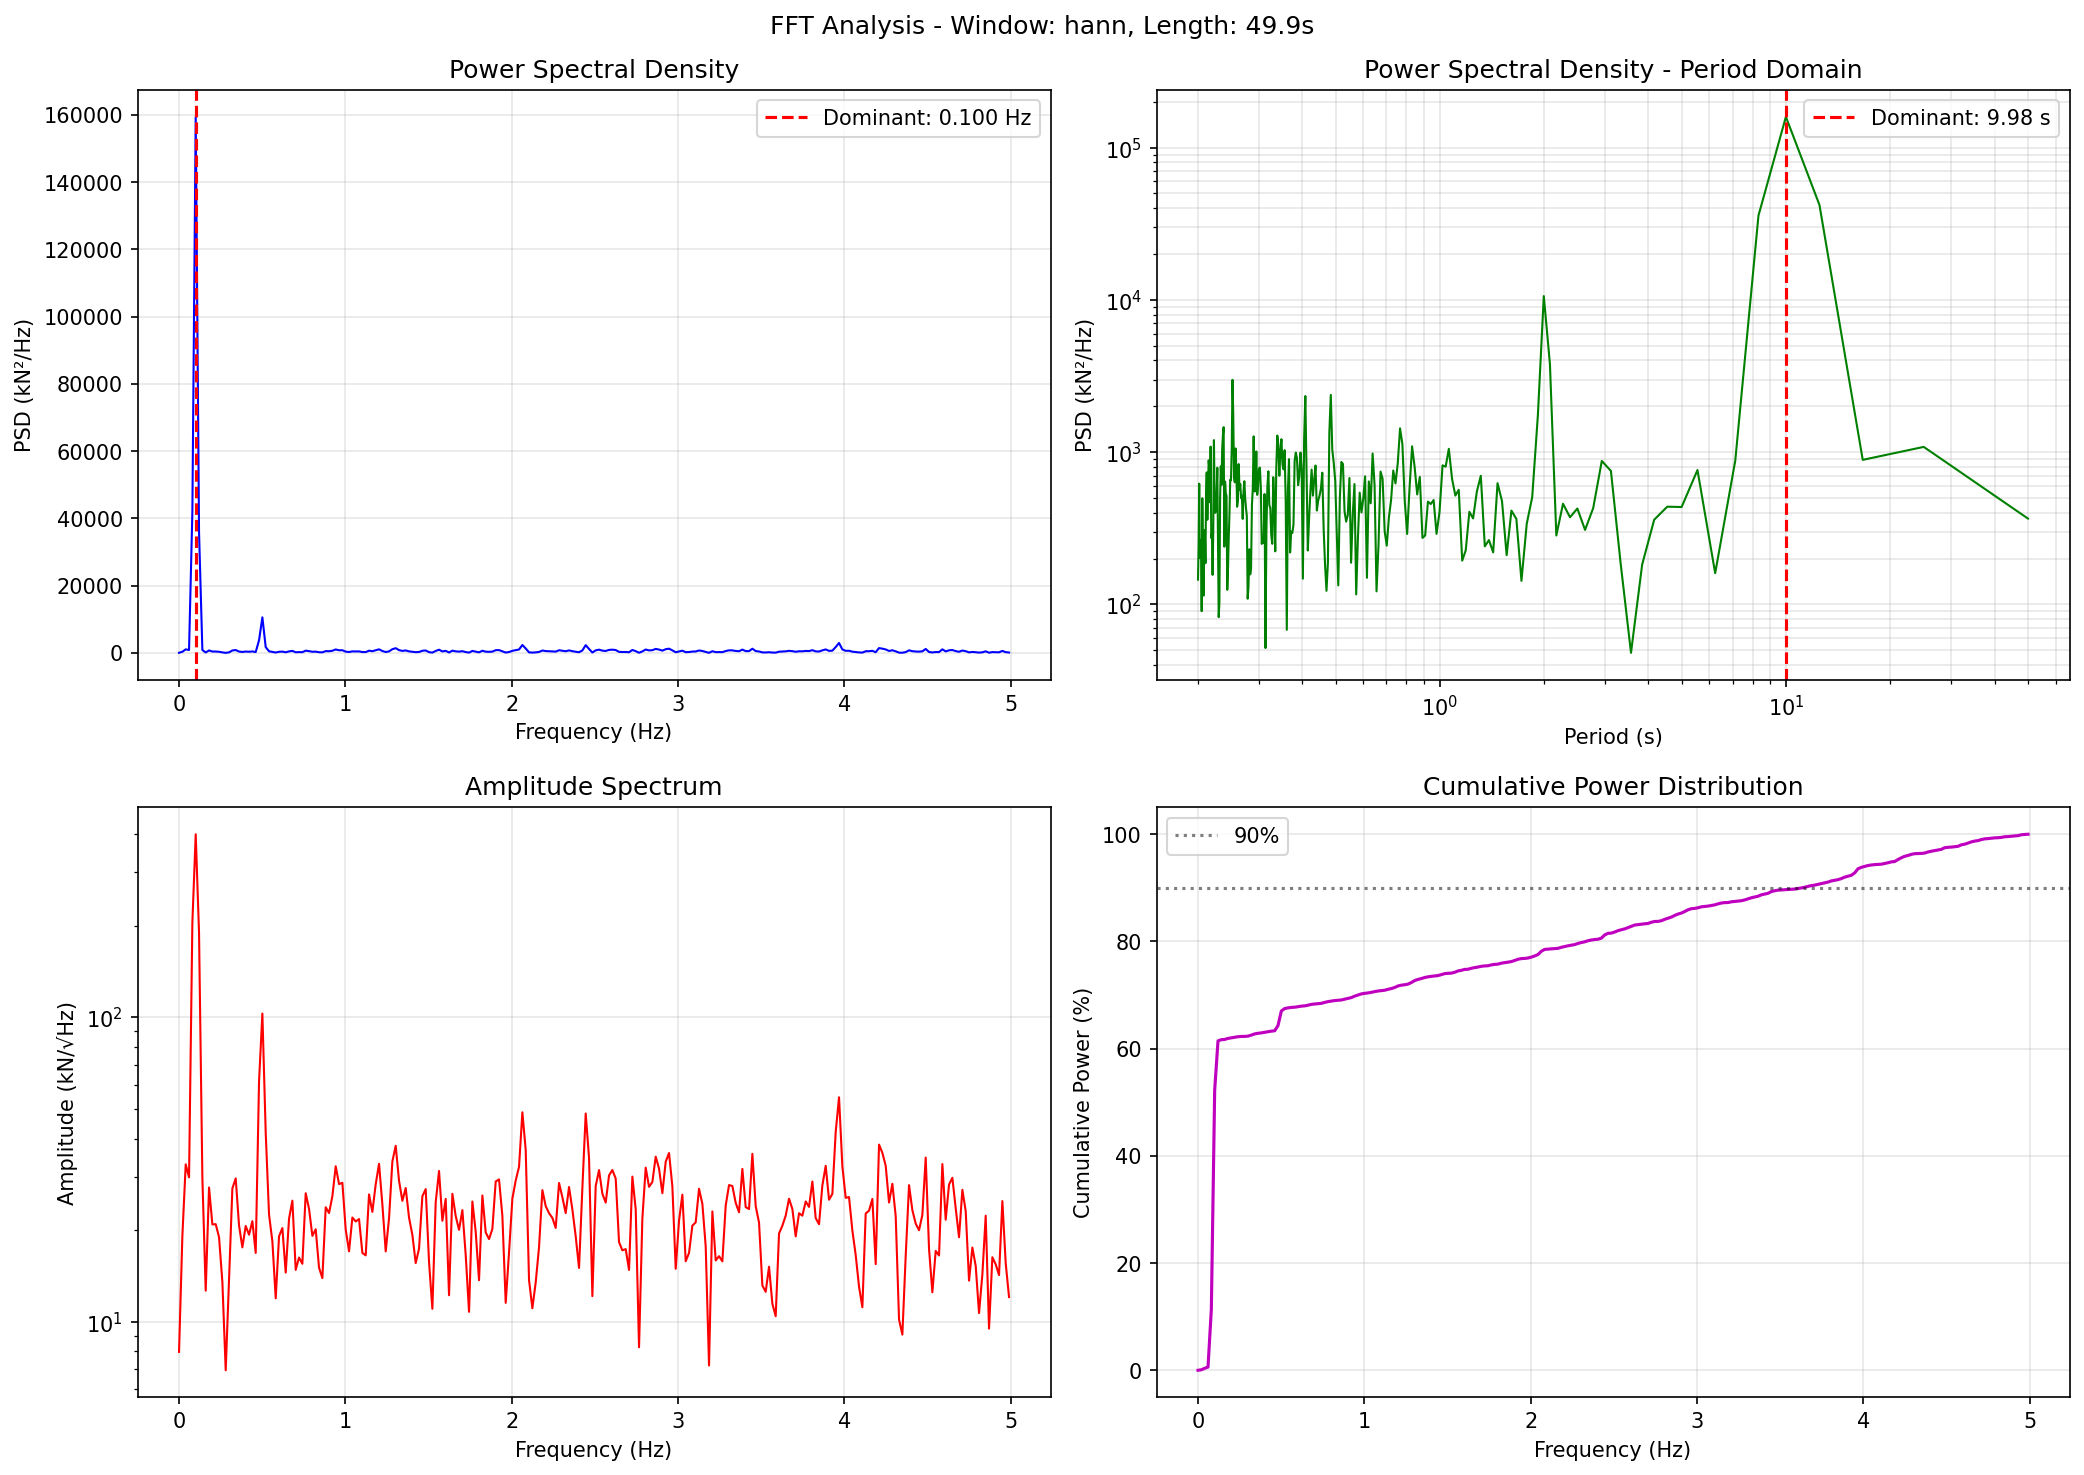 FFT Analysis - Window: hann, Length: 49.9s
Power Spectral Density
160000
140000
120000
100000
80000
60000
40000
20000
0
PSD (kN²/Hz)
Dominant: 0.100 Hz
0 1 2 3 4 5
Frequency (Hz)
Power Spectral Density - Period Domain
10⁵
10⁴
10³
10²
PSD (kN²/Hz)
Dominant: 9.98 s
10⁰ 10¹
Period (s)
Amplitude Spectrum
10²
10¹
Amplitude (kN/√Hz)
0 1 2 3 4 5
Frequency (Hz)
Cumulative Power Distribution
100
80
60
40
20
0
Cumulative Power (%)
90%
0 1 2 3 4 5
Frequency (Hz)